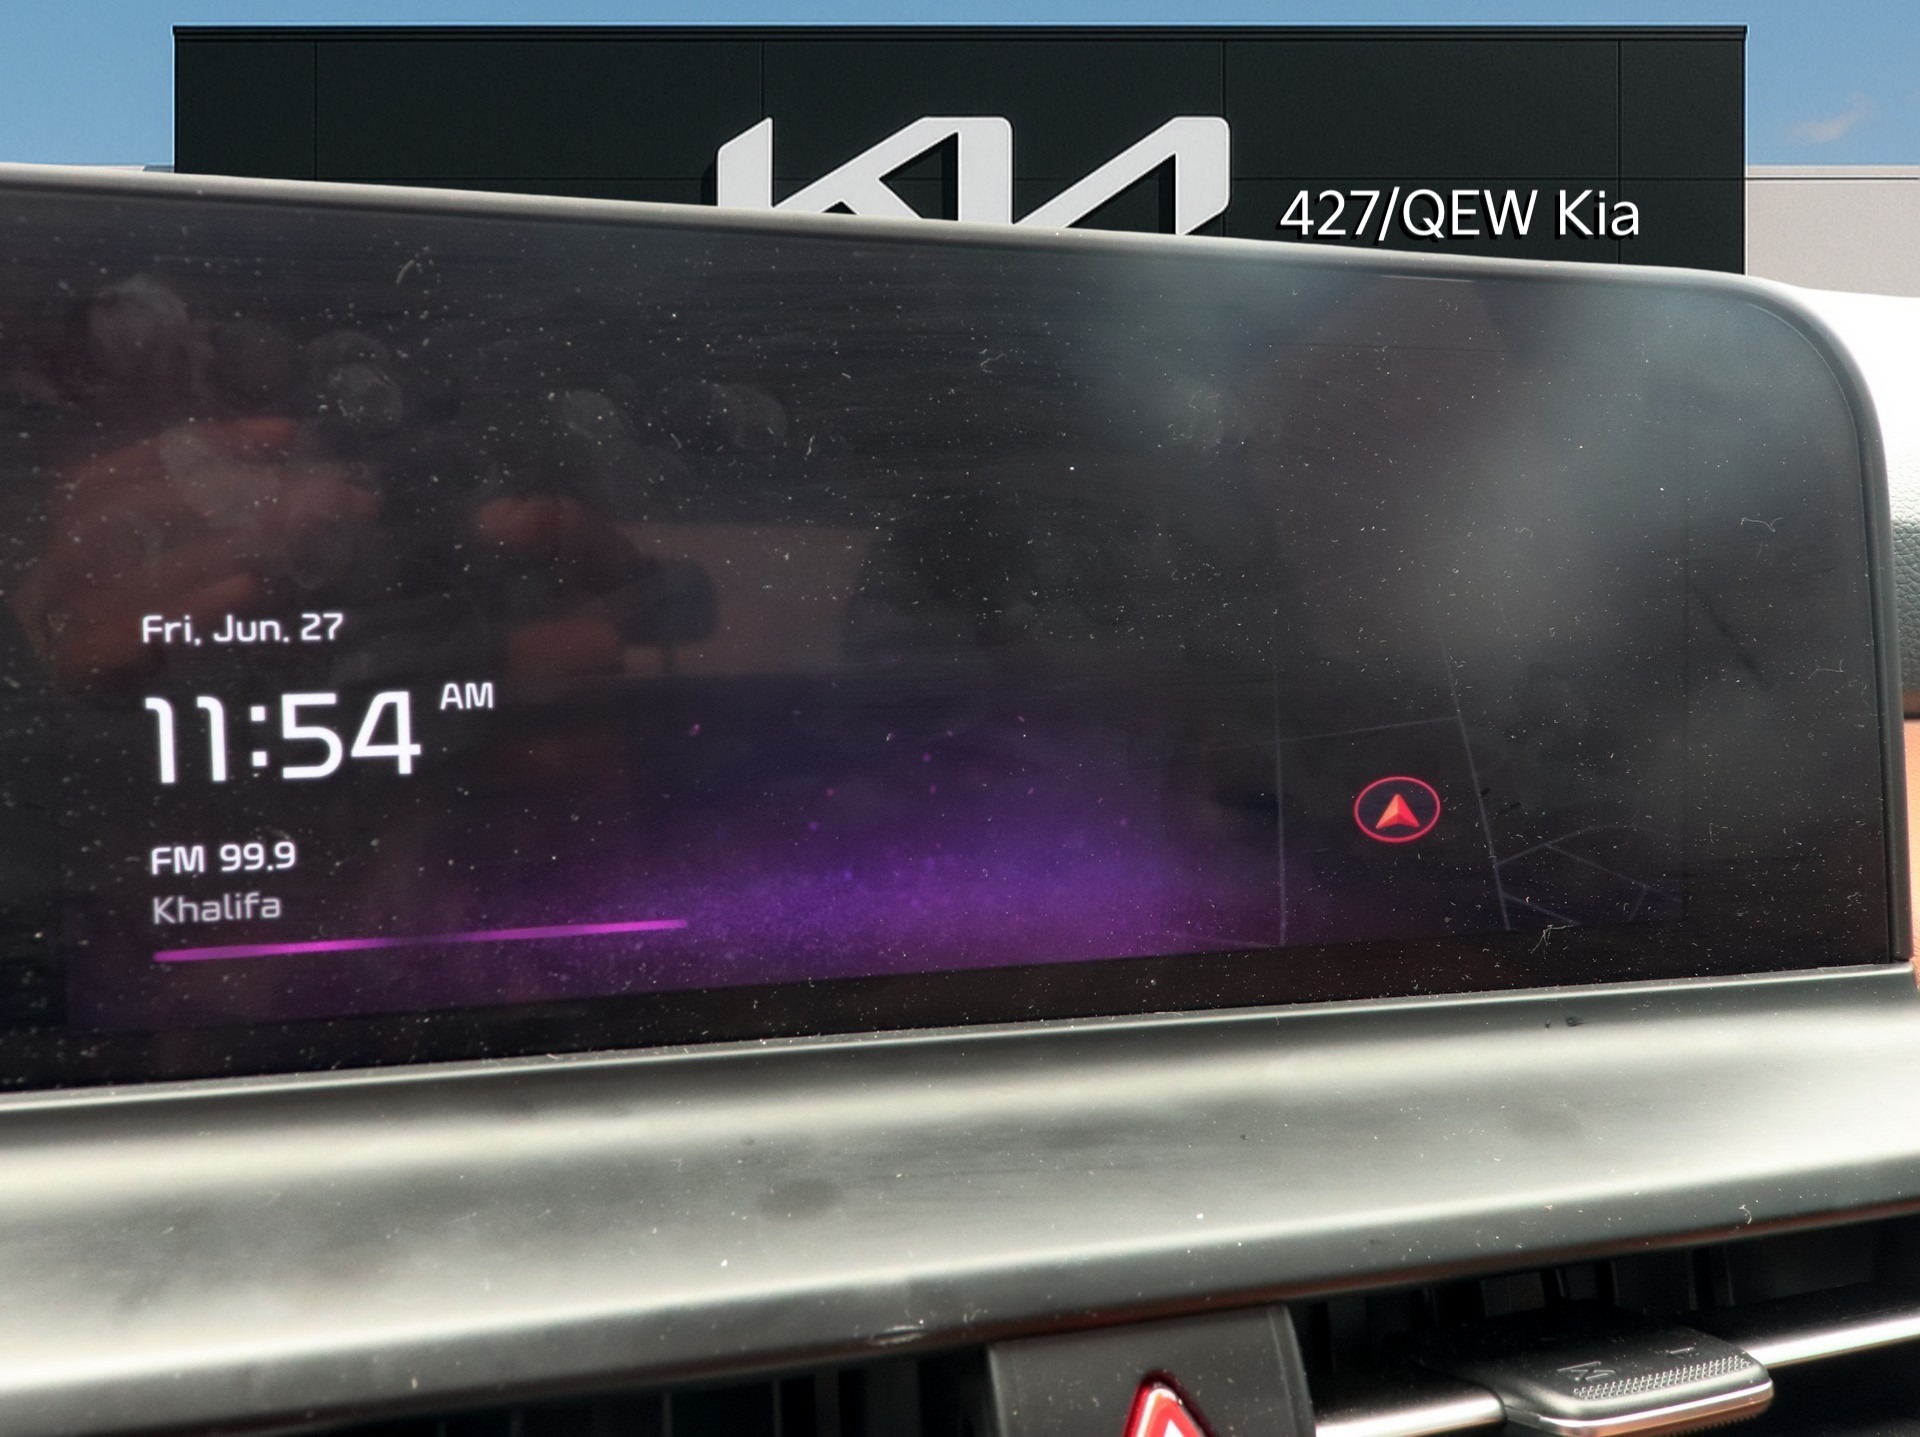 KIA
427/QEW Kia
Fri, Jun. 27
11:54 AM
FM 99.9
Khalifa